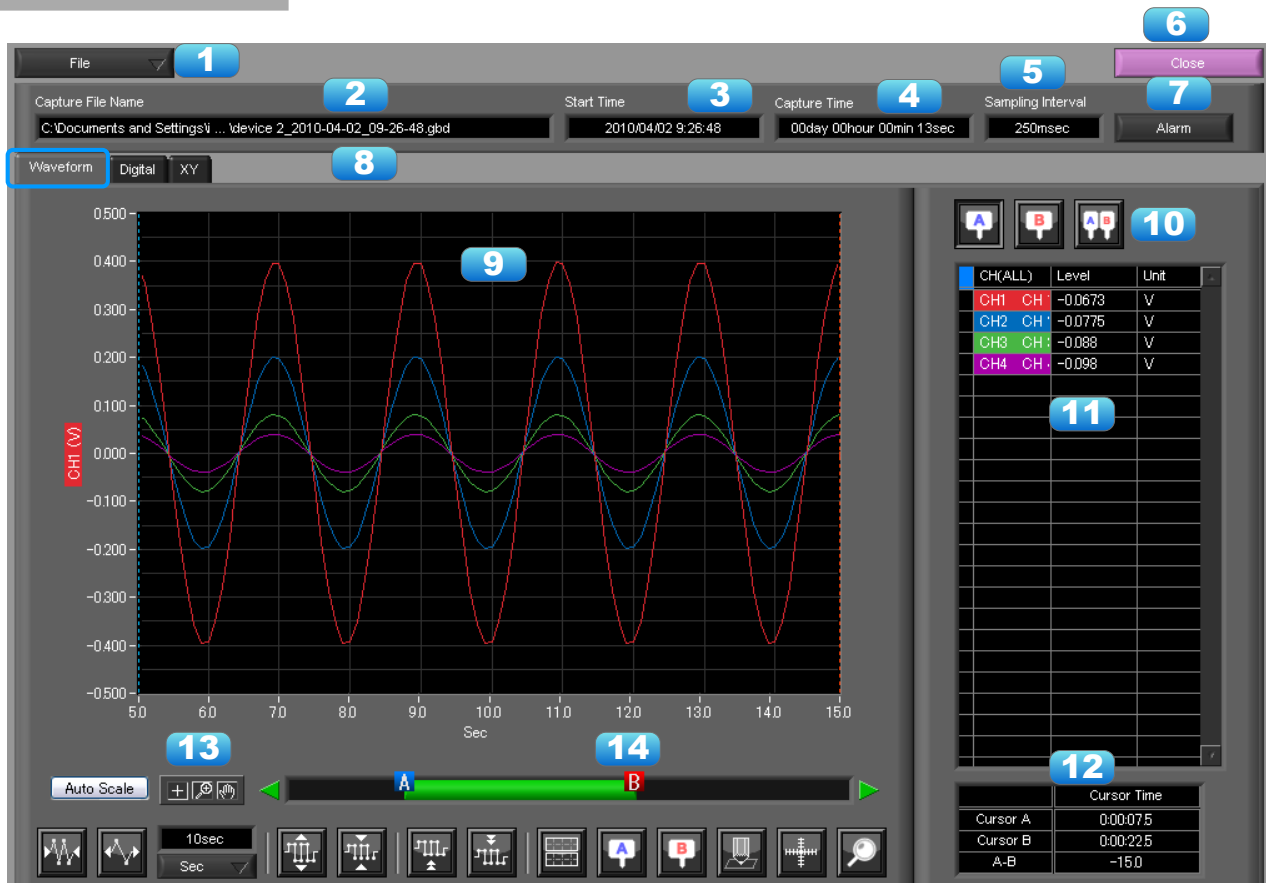 6
File
1
Close
2
3
4
5
7
Capture File Name
Start Time
Capture Time
Sampling Interval
C:\Documents and Settings\i ... \device 2_2010-04-02_09-26-48.gbd
2010/04/02 9:26:48
00day 00hour 00min 13sec
250msec
Alarm
Waveform
Digital
XY
8
0.500
0.400
0.300
0.200
0.100
0.000
-0.100
-0.200
-0.300
-0.400
-0.500
CH1 (V)
9
5.0 6.0 7.0 8.0 9.0 10.0 11.0 12.0 13.0 14.0 15.0
Sec
A
B
A B
10
CH(ALL) Level Unit
CH1 CH -0.0673 V
CH2 CH -0.0775 V
CH3 CH -0.088 V
CH4 CH -0.098 V
11
13
14
Auto Scale
A
B
12
Cursor Time
Cursor A 0:00:07.5
Cursor B 0:00:22.5
A-B -15.0
10sec
Sec
A
B